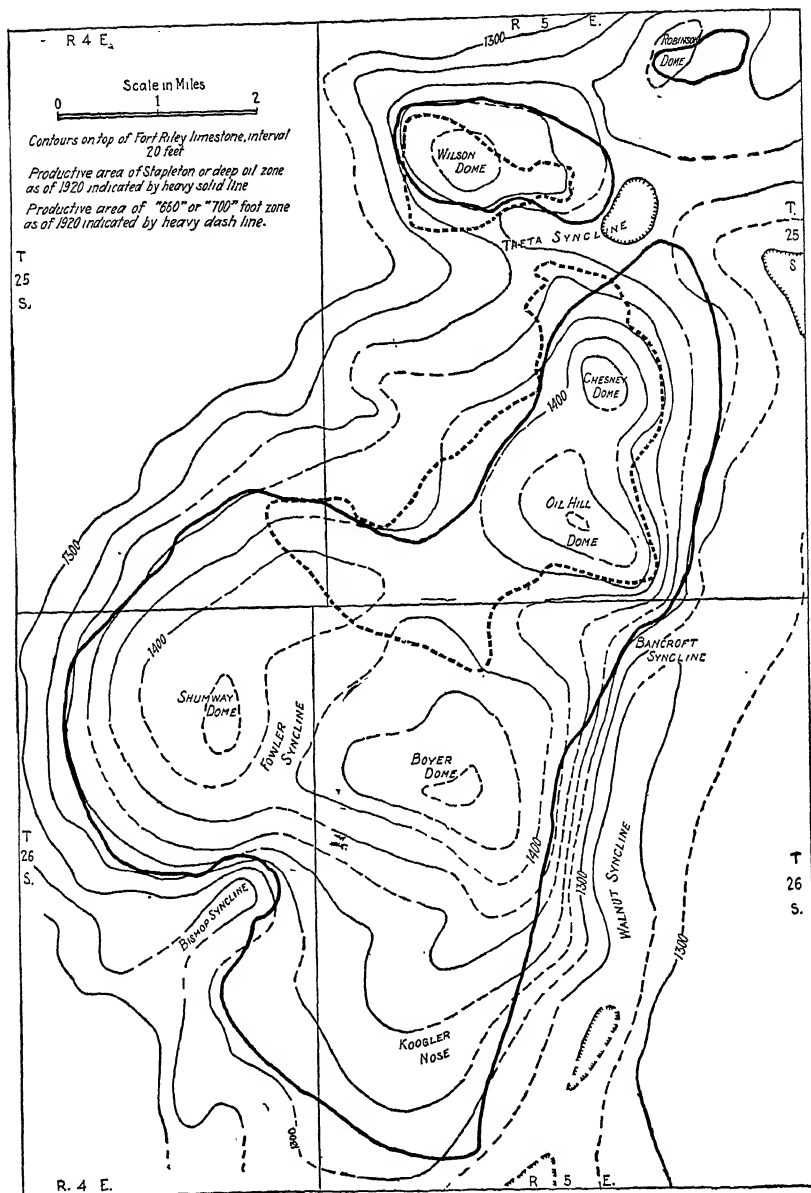 R 4 E.
R 5 E.
1300
ROBINSON
DOME
Scale in Miles
0 1 2
Contours on top of Fort Riley limestone, interval
20 feet
Productive area of Stapleton or deep oil zone
as of 1920 indicated by heavy solid line
Productive area of "660" or "700" foot zone
as of 1920 indicated by heavy dash line.
WILSON
DOME
TRETA SYNCLINE
T.
25
S
T
25
S.
CHESNEY
DOME
1400
OIL HILL
DOME
1300
BANCROFT
SYNCLINE
1400
SHUMWAY
DOME
FOWLER
SYNCLINE
BOYER
DOME
1400
1300
WALNUT SYNCLINE
T
26
S.
T
26
S.
BISHOP SYNCLINE
1300
KOOGLER
NOSE
1300
R. 4 E.
R 5 E.